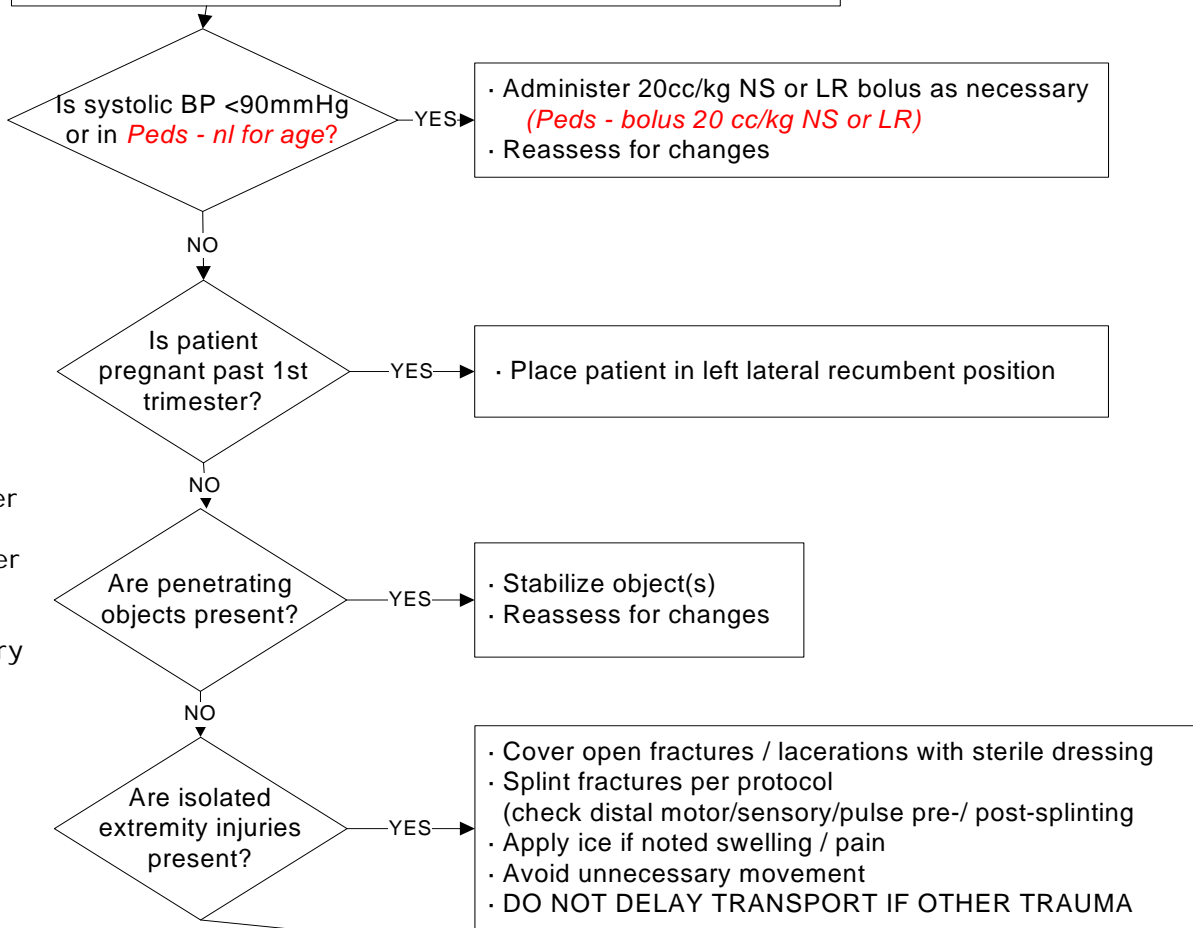 Is systolic BP <90mmHg
or in Peds - nl for age?
YES
· Administer 20cc/kg NS or LR bolus as necessary
(Peds - bolus 20 cc/kg NS or LR)
· Reassess for changes
NO
Is patient
pregnant past 1st
trimester?
YES
· Place patient in left lateral recumbent position
NO
er
er
ry
Are penetrating
objects present?
YES
· Stabilize object(s)
· Reassess for changes
NO
Are isolated
extremity injuries
present?
YES
· Cover open fractures / lacerations with sterile dressing
· Splint fractures per protocol
(check distal motor/sensory/pulse pre-/ post-splinting
· Apply ice if noted swelling / pain
· Avoid unnecessary movement
· DO NOT DELAY TRANSPORT IF OTHER TRAUMA